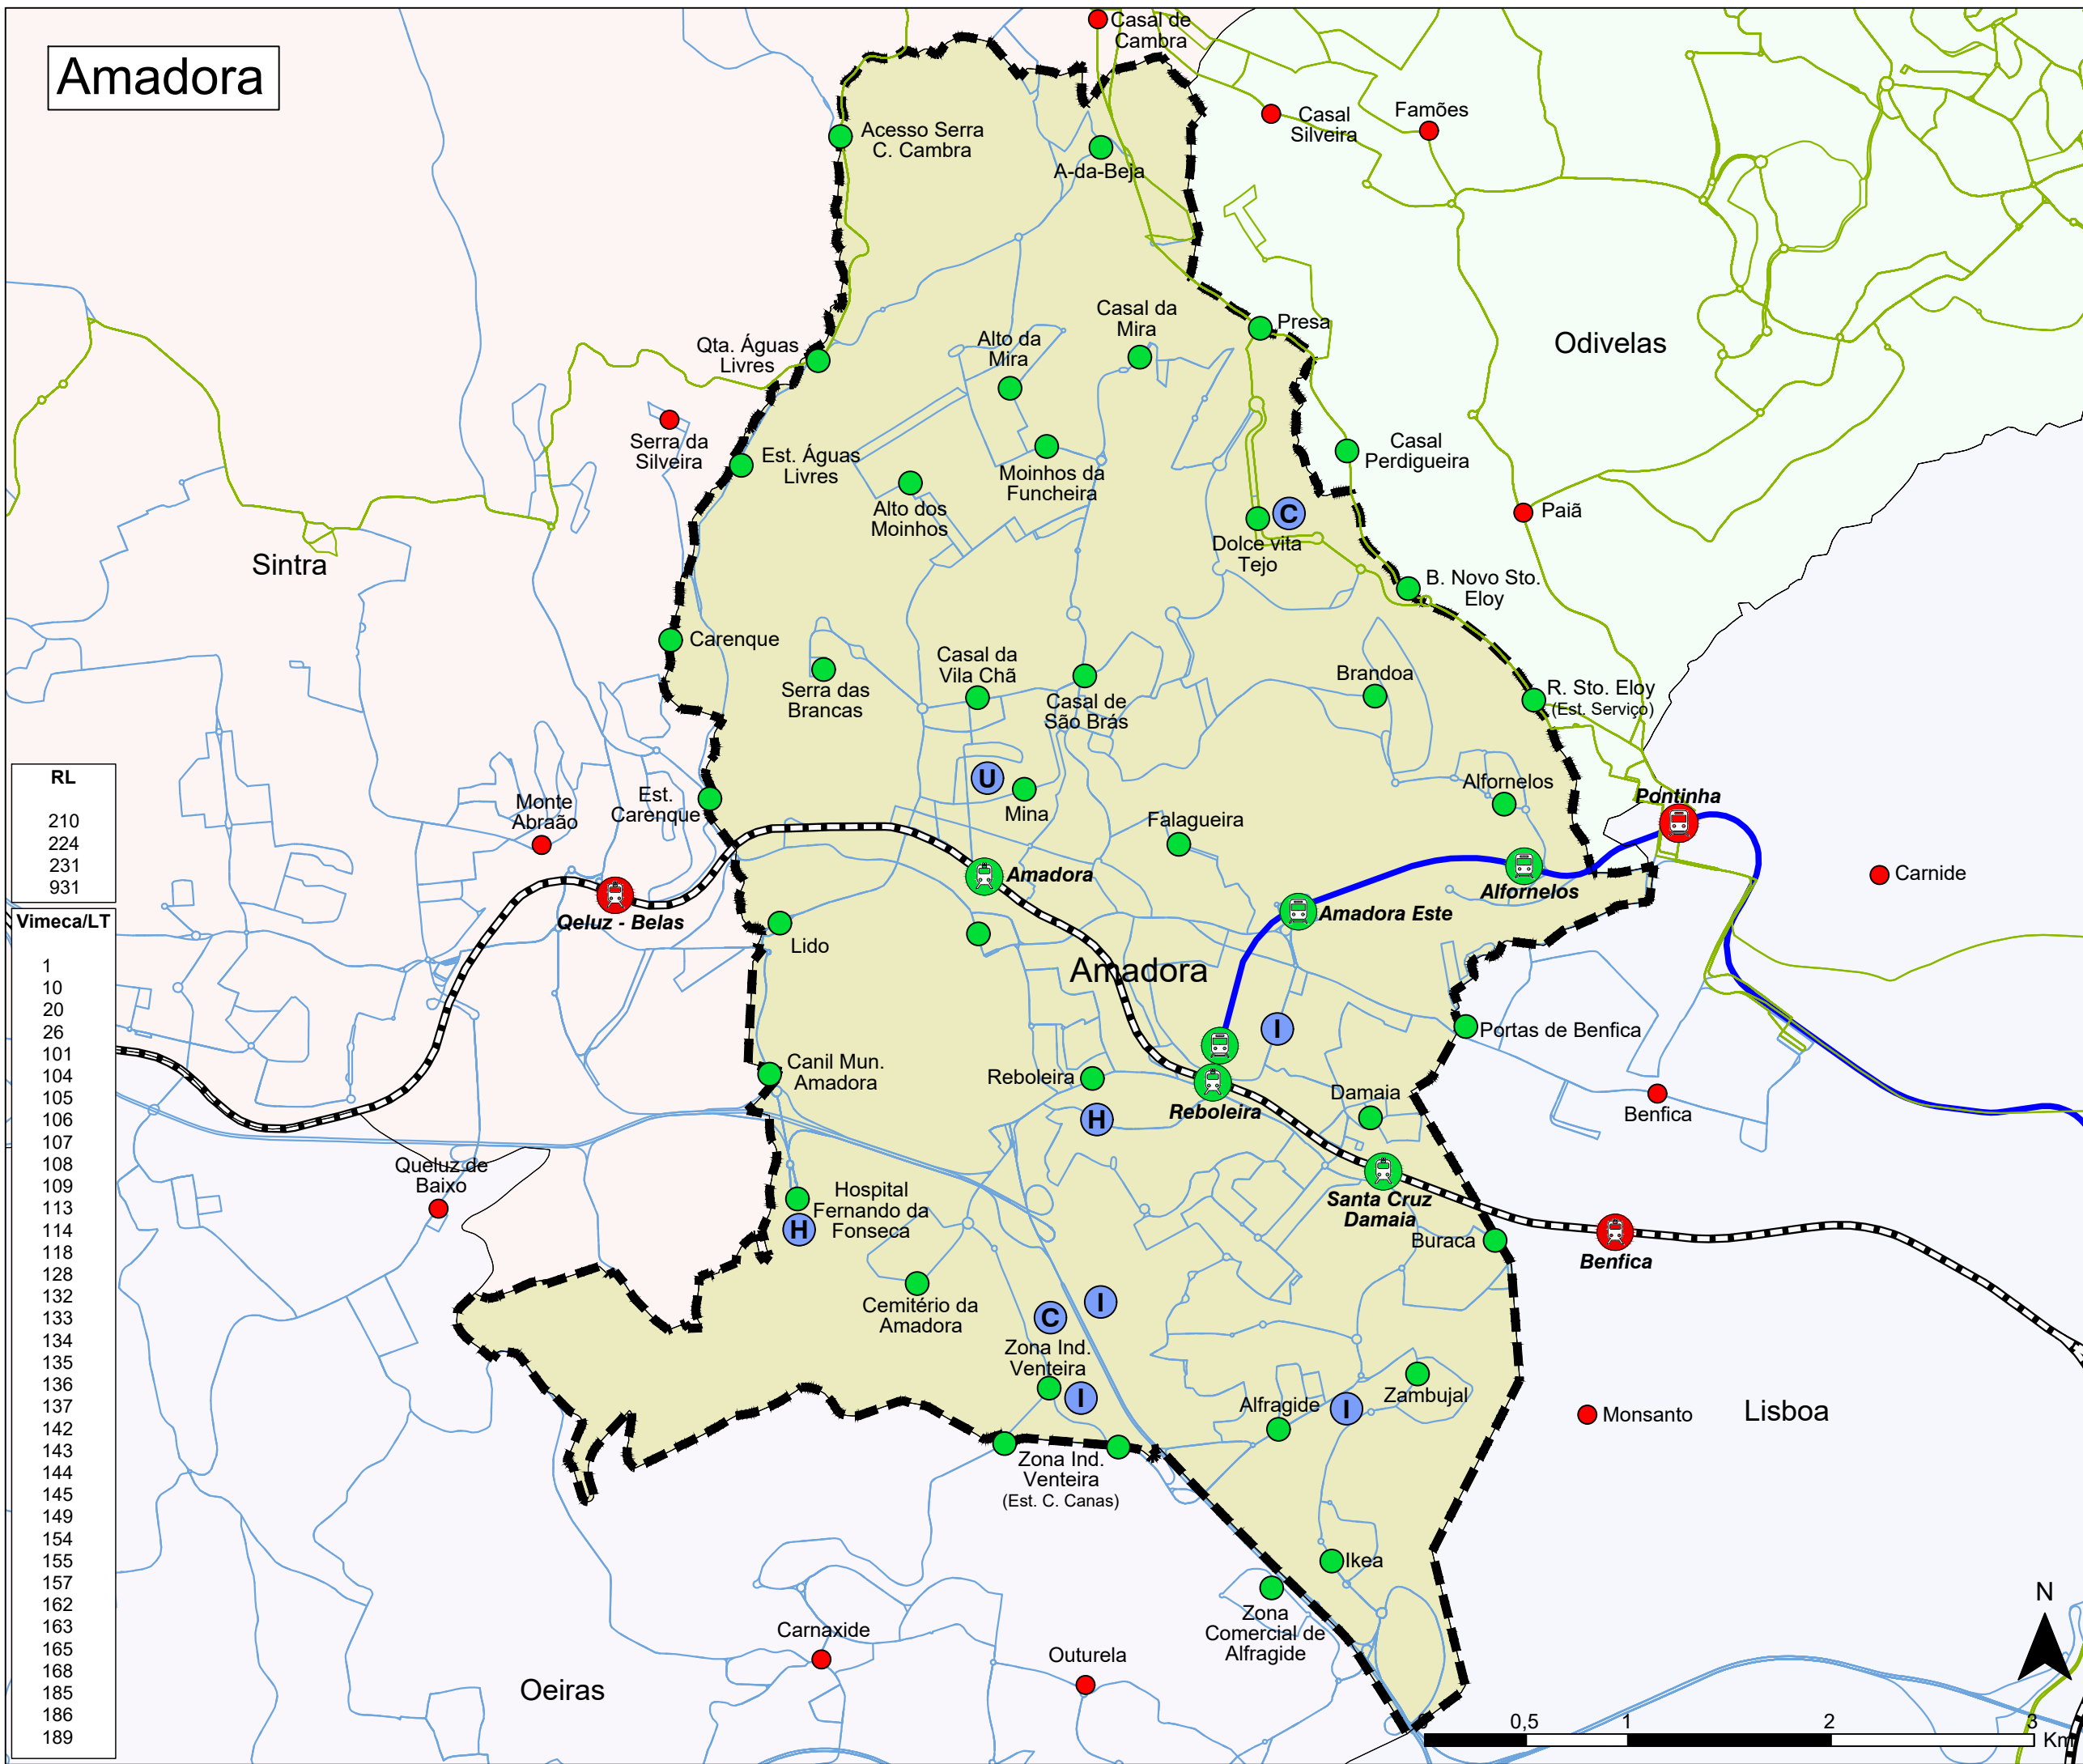 Amadora
Casal de
Cambra
Casal
Silveira
Famões
Acesso Serra
C. Cambra
A-da-Beja
Casal da
Mira
Presa
Alto da
Mira
Qta. Águas
Livres
Odivelas
Serra da
Silveira
Est. Águas
Livres
Casal
Perdigueira
Moinhos da
Funcheira
Alto dos
Moinhos
C
Paiã
Dolce vita
Tejo
Sintra
B. Novo Sto.
Eloy
Carenque
Casal da
Vila Chã
Serra das
Brancas
Casal de
São Brás
Brandoa
R. Sto. Eloy
(Est. Serviço)
RL
210
224
231
931
U
Mina
Alfornelos
Pontinha
Monte
Abraão
Est.
Carenque
Falagueira
Amadora
Alfornelos
Carnide
Qeluz - Belas
Amadora Este
Vimeca/LT
1
10
20
26
101
104
105
106
107
108
109
113
114
118
128
132
133
134
135
136
137
142
143
144
145
149
154
155
157
162
163
165
168
185
186
189
Lido
Amadora
I
Portas de Benfica
Canil Mun.
Amadora
Reboleira
Reboleira
H
Damaia
Benfica
Queluz de
Baixo
Hospital
Fernando da
Fonseca
H
Santa Cruz
Damaia
Buraca
Benfica
Cemitério da
Amadora
C
I
Zona Ind.
Venteira
I
Alfragide
I
Zambujal
Monsanto
Lisboa
Zona Ind.
Venteira
(Est. C. Canas)
Ikea
Zona
Comercial de
Alfragide
Carnaxide
Outurela
Oeiras
N
0,5
1
2
3
Km